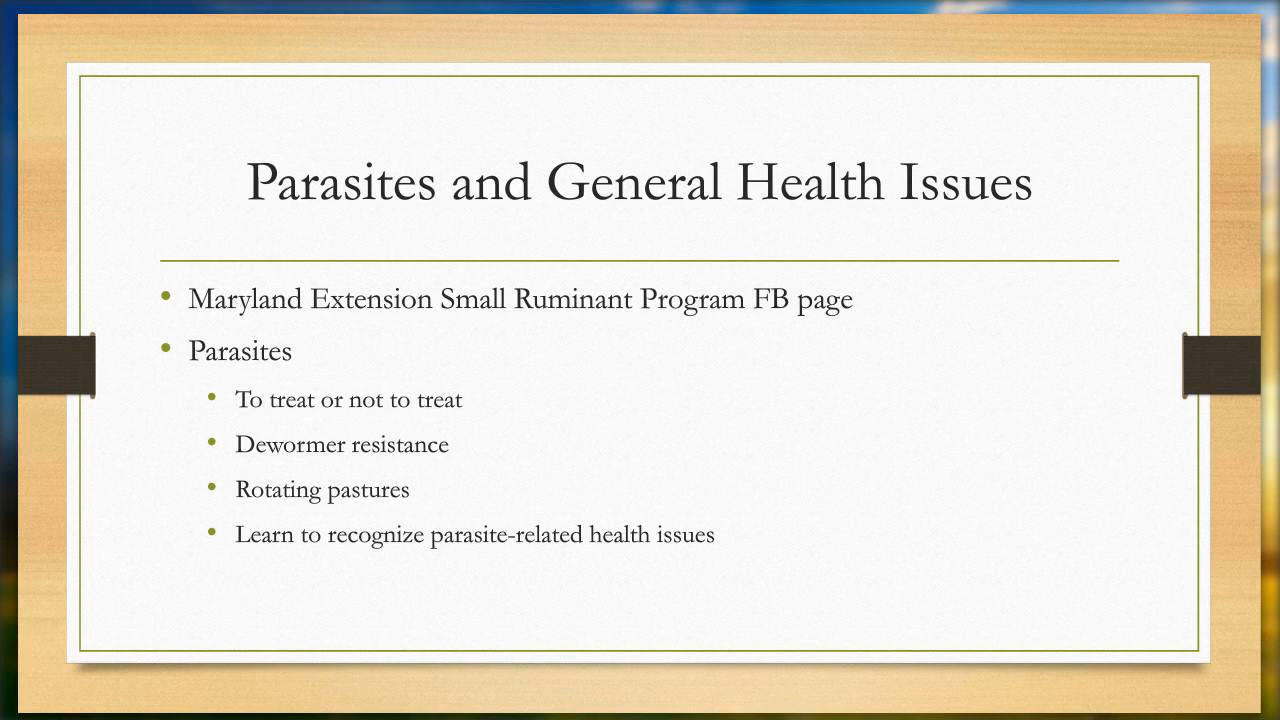 Parasites and General Health Issues
• Maryland Extension Small Ruminant Program FB page
• Parasites
• To treat or not to treat
• Dewormer resistance
• Rotating pastures
• Learn to recognize parasite-related health issues